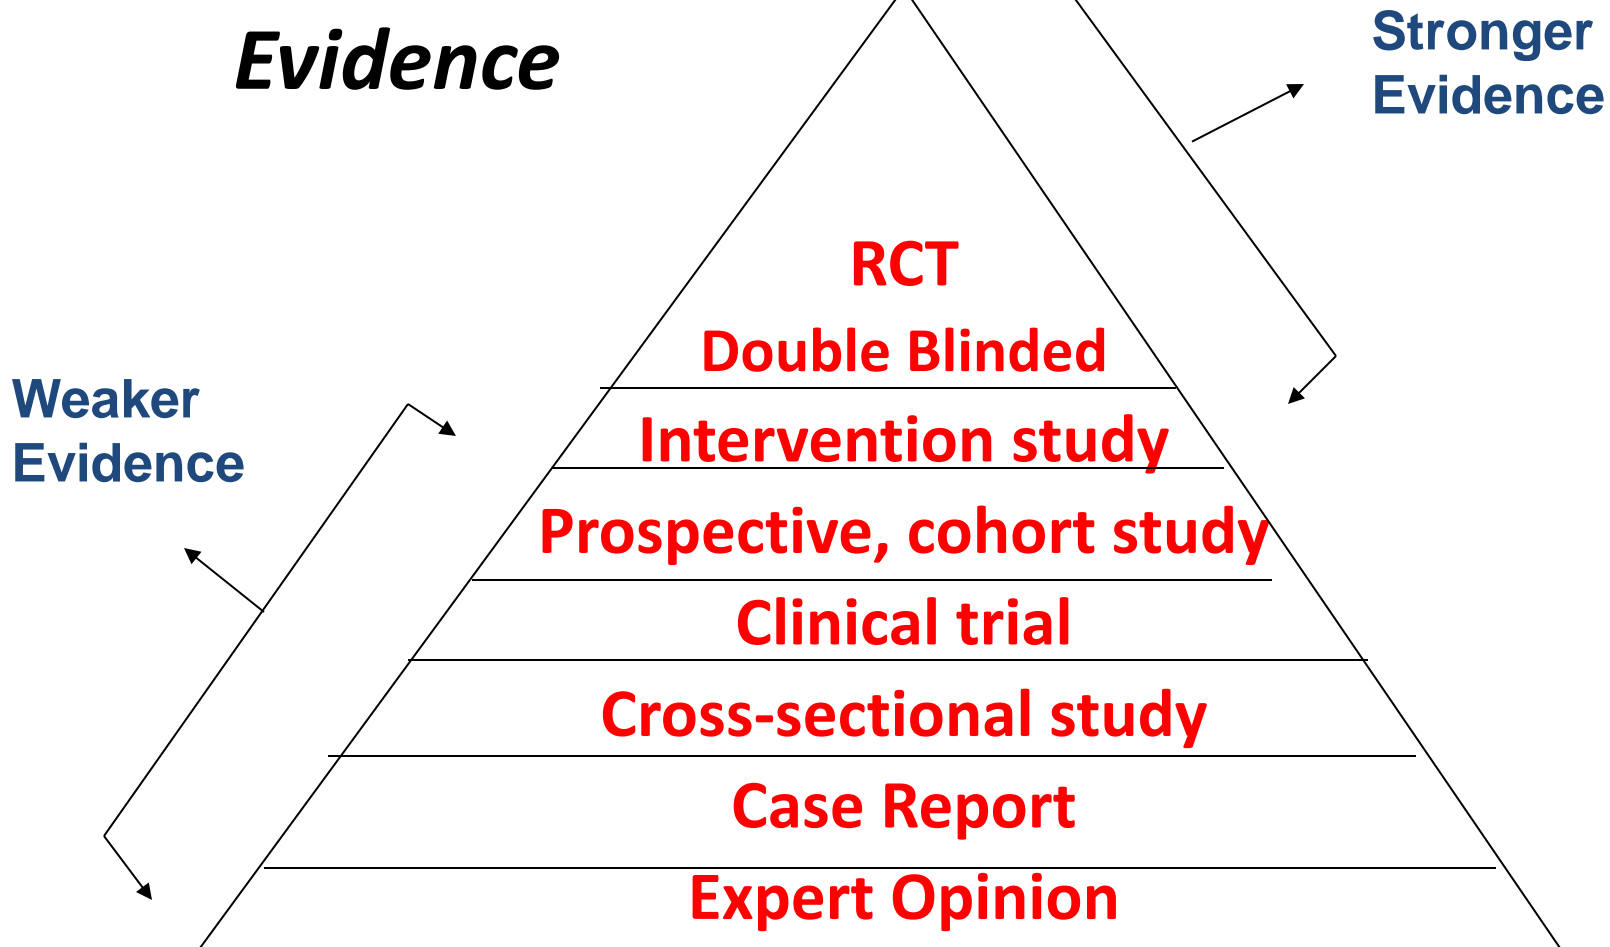 Evidence
Stronger
Evidence
RCT
Double Blinded
Weaker
Evidence
Intervention study
Prospective, cohort study
Clinical trial
Cross-sectional study
Case Report
Expert Opinion